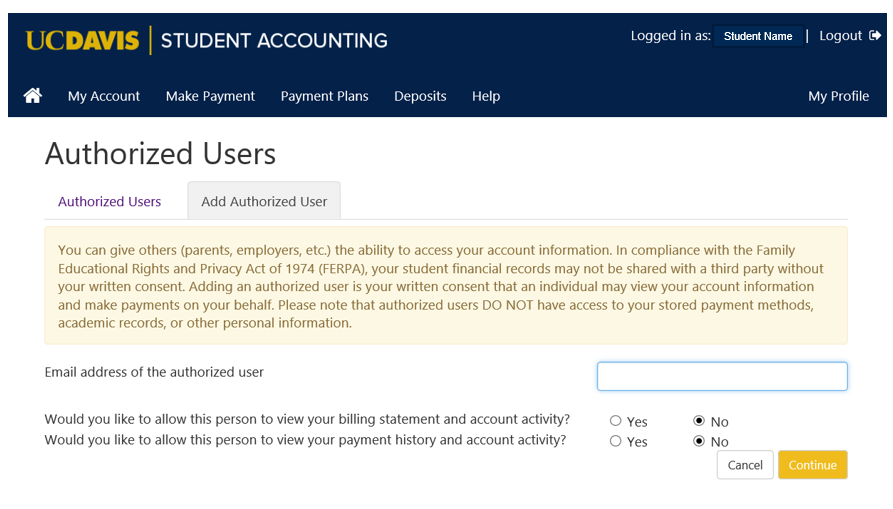 UCDAVIS STUDENT ACCOUNTING
Logged in as: Student Name | Logout
My Account Make Payment Payment Plans Deposits Help My Profile
Authorized Users
Authorized Users Add Authorized User
You can give others (parents, employers, etc.) the ability to access your account information. In compliance with the Family
Educational Rights and Privacy Act of 1974 (FERPA), your student financial records may not be shared with a third party without
your written consent. Adding an authorized user is your written consent that an individual may view your account information
and make payments on your behalf. Please note that authorized users DO NOT have access to your stored payment methods,
academic records, or other personal information.
Email address of the authorized user
Would you like to allow this person to view your billing statement and account activity? Yes No
Would you like to allow this person to view your payment history and account activity? Yes No
Cancel Continue